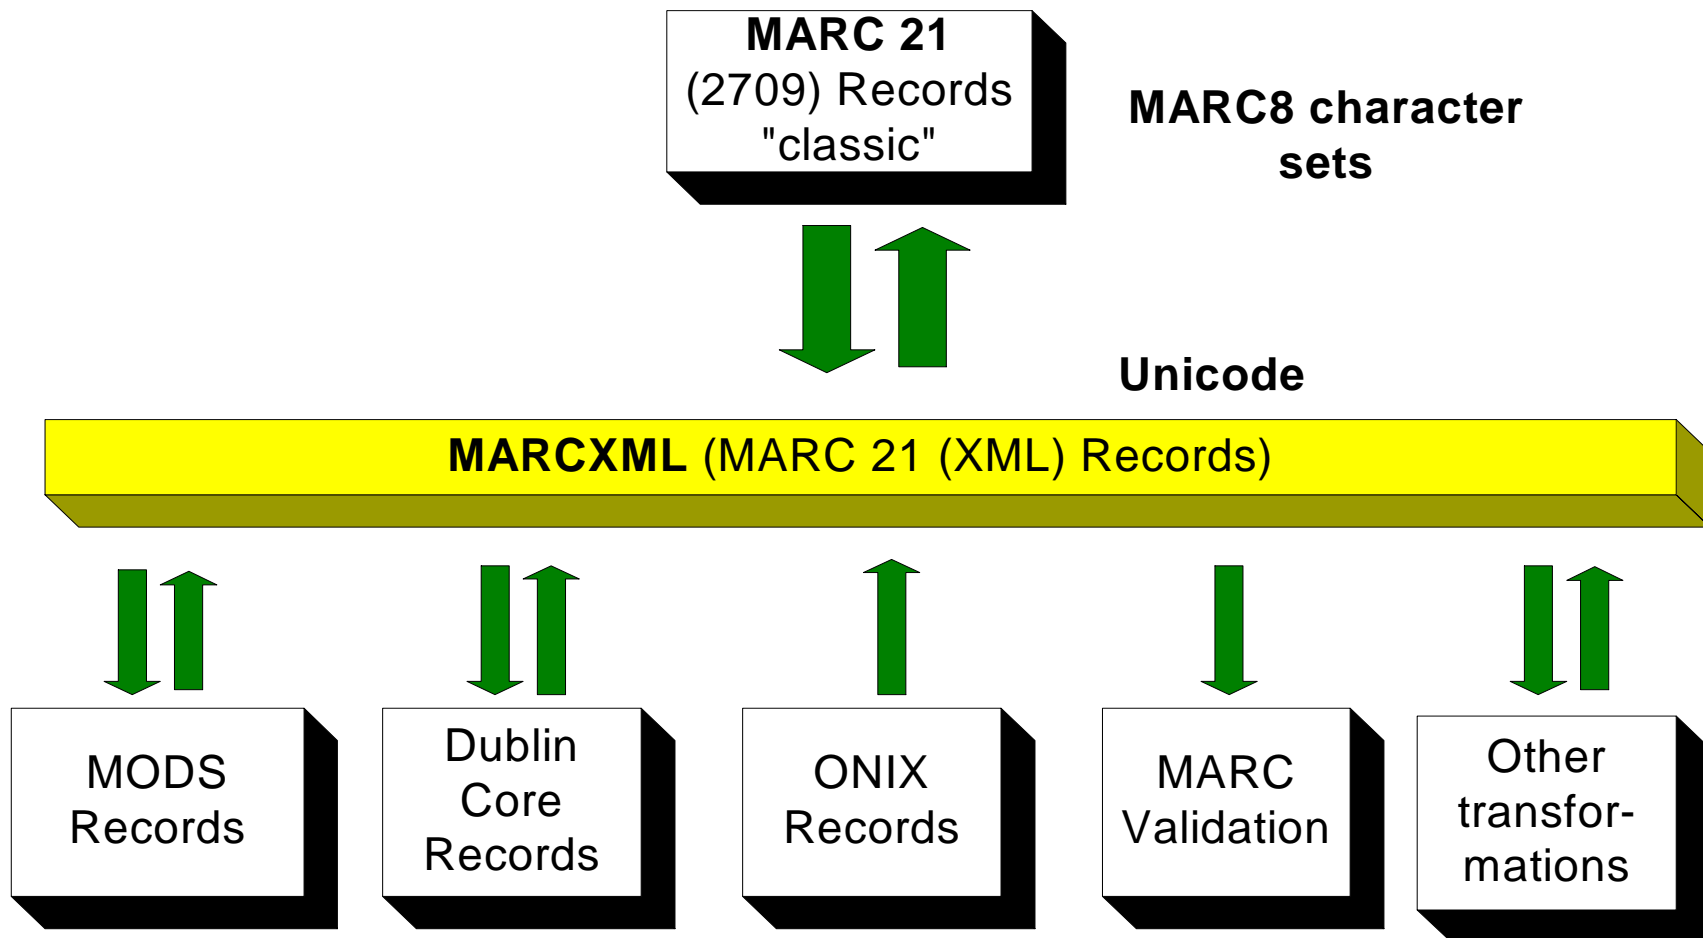 MARC 21
(2709) Records
"classic"
MARC8 character
sets
Unicode
MARCXML (MARC 21 (XML) Records)
MODS
Records
Dublin
Core
Records
ONIX
Records
MARC
Validation
Other
transfor-
mations